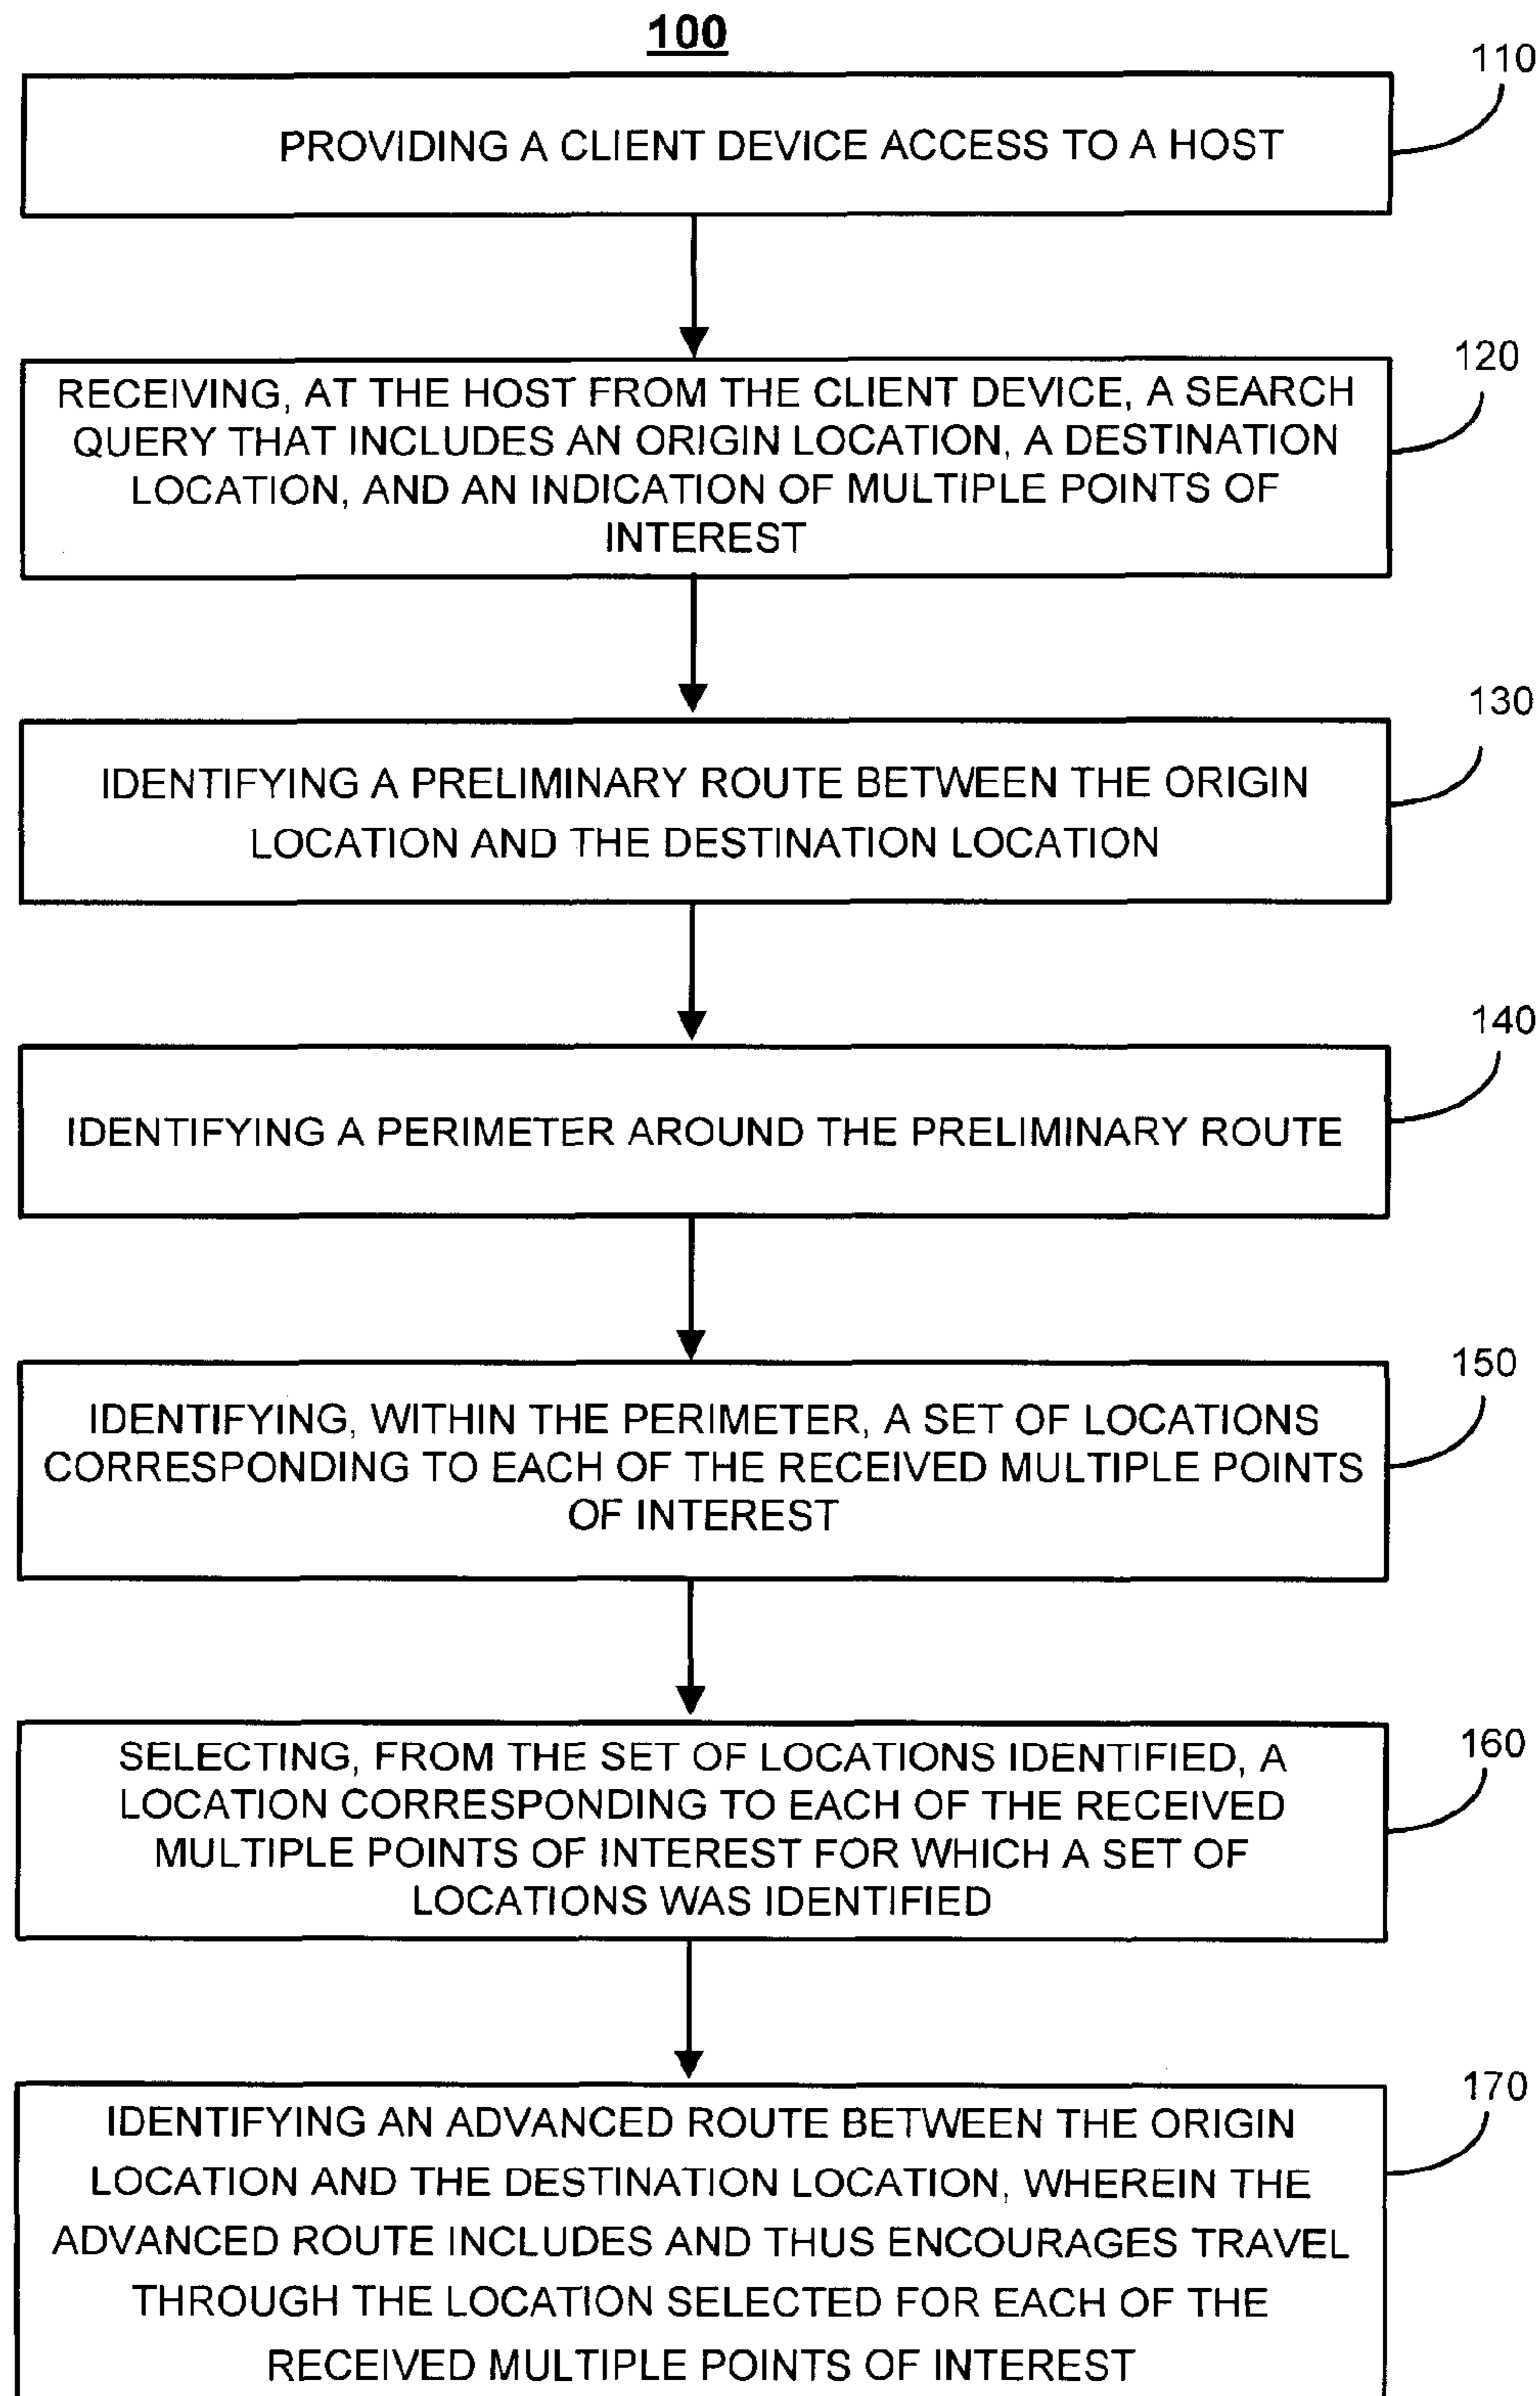 100
110
PROVIDING A CLIENT DEVICE ACCESS TO A HOST
120
RECEIVING, AT THE HOST FROM THE CLIENT DEVICE, A SEARCH
QUERY THAT INCLUDES AN ORIGIN LOCATION, A DESTINATION
LOCATION, AND AN INDICATION OF MULTIPLE POINTS OF
INTEREST
130
IDENTIFYING A PRELIMINARY ROUTE BETWEEN THE ORIGIN
LOCATION AND THE DESTINATION LOCATION
140
IDENTIFYING A PERIMETER AROUND THE PRELIMINARY ROUTE
150
IDENTIFYING, WITHIN THE PERIMETER, A SET OF LOCATIONS
CORRESPONDING TO EACH OF THE RECEIVED MULTIPLE POINTS
OF INTEREST
160
SELECTING, FROM THE SET OF LOCATIONS IDENTIFIED, A
LOCATION CORRESPONDING TO EACH OF THE RECEIVED
MULTIPLE POINTS OF INTEREST FOR WHICH A SET OF
LOCATIONS WAS IDENTIFIED
170
IDENTIFYING AN ADVANCED ROUTE BETWEEN THE ORIGIN
LOCATION AND THE DESTINATION LOCATION, WHEREIN THE
ADVANCED ROUTE INCLUDES AND THUS ENCOURAGES TRAVEL
THROUGH THE LOCATION SELECTED FOR EACH OF THE
RECEIVED MULTIPLE POINTS OF INTEREST